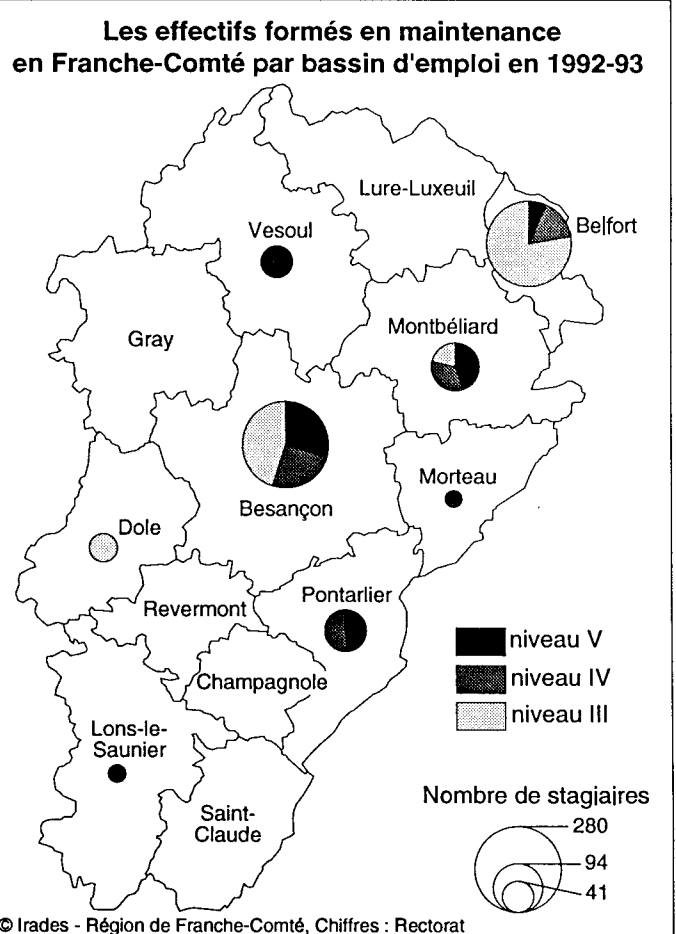 Les effectifs formés en maintenance
en Franche-Comté par bassin d'emploi en 1992-93
Lure-Luxeuil
Vesoul
Belfort
Gray
Montbéliard
Morteau
Besançon
Dole
Pontarlier
Revermont
Champagnole
Lons-le-
Saunier
Saint-
Claude
niveau V
niveau IV
niveau III
Nombre de stagiaires
280
94
41
© Irades - Région de Franche-Comté, Chiffres : Rectorat